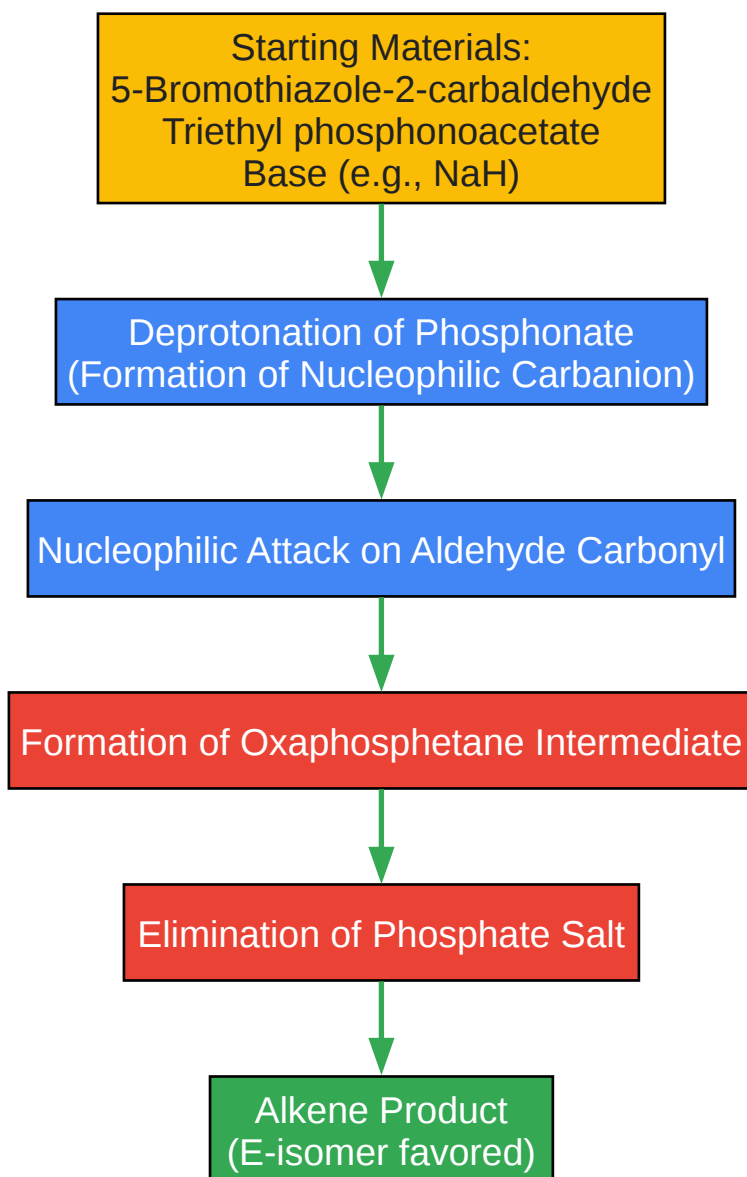 Starting Materials:
5-Bromothiazole-2-carbaldehyde
Triethyl phosphonoacetate
Base (e.g., NaH)
Deprotonation of Phosphonate
(Formation of Nucleophilic Carbanion)
Nucleophilic Attack on Aldehyde Carbonyl
Formation of Oxaphosphetane Intermediate
Elimination of Phosphate Salt
Alkene Product
(E-isomer favored)